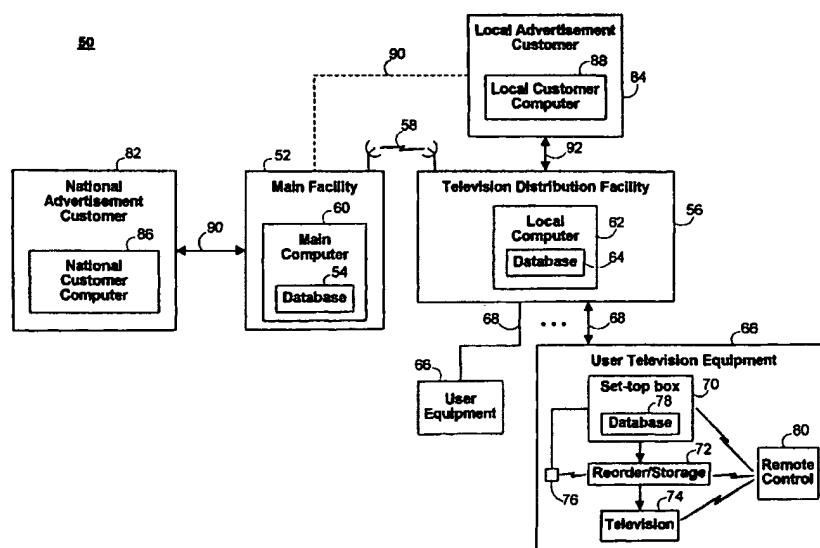 50
Local Advertisement
Customer
88
Local Customer
Computer
84
90
58
92
82
National
Advertisement
Customer
86
National
Customer
Computer
90
52
Main Facility
60
Main
Computer
54
Database
Television Distribution Facility
56
Local
Computer
62
Database
64
68
• • •
68
66
User
Equipment
66
User Television Equipment
Set-top box
70
78
Database
72
Reorder/Storage
76
74
Television
80
Remote
Control